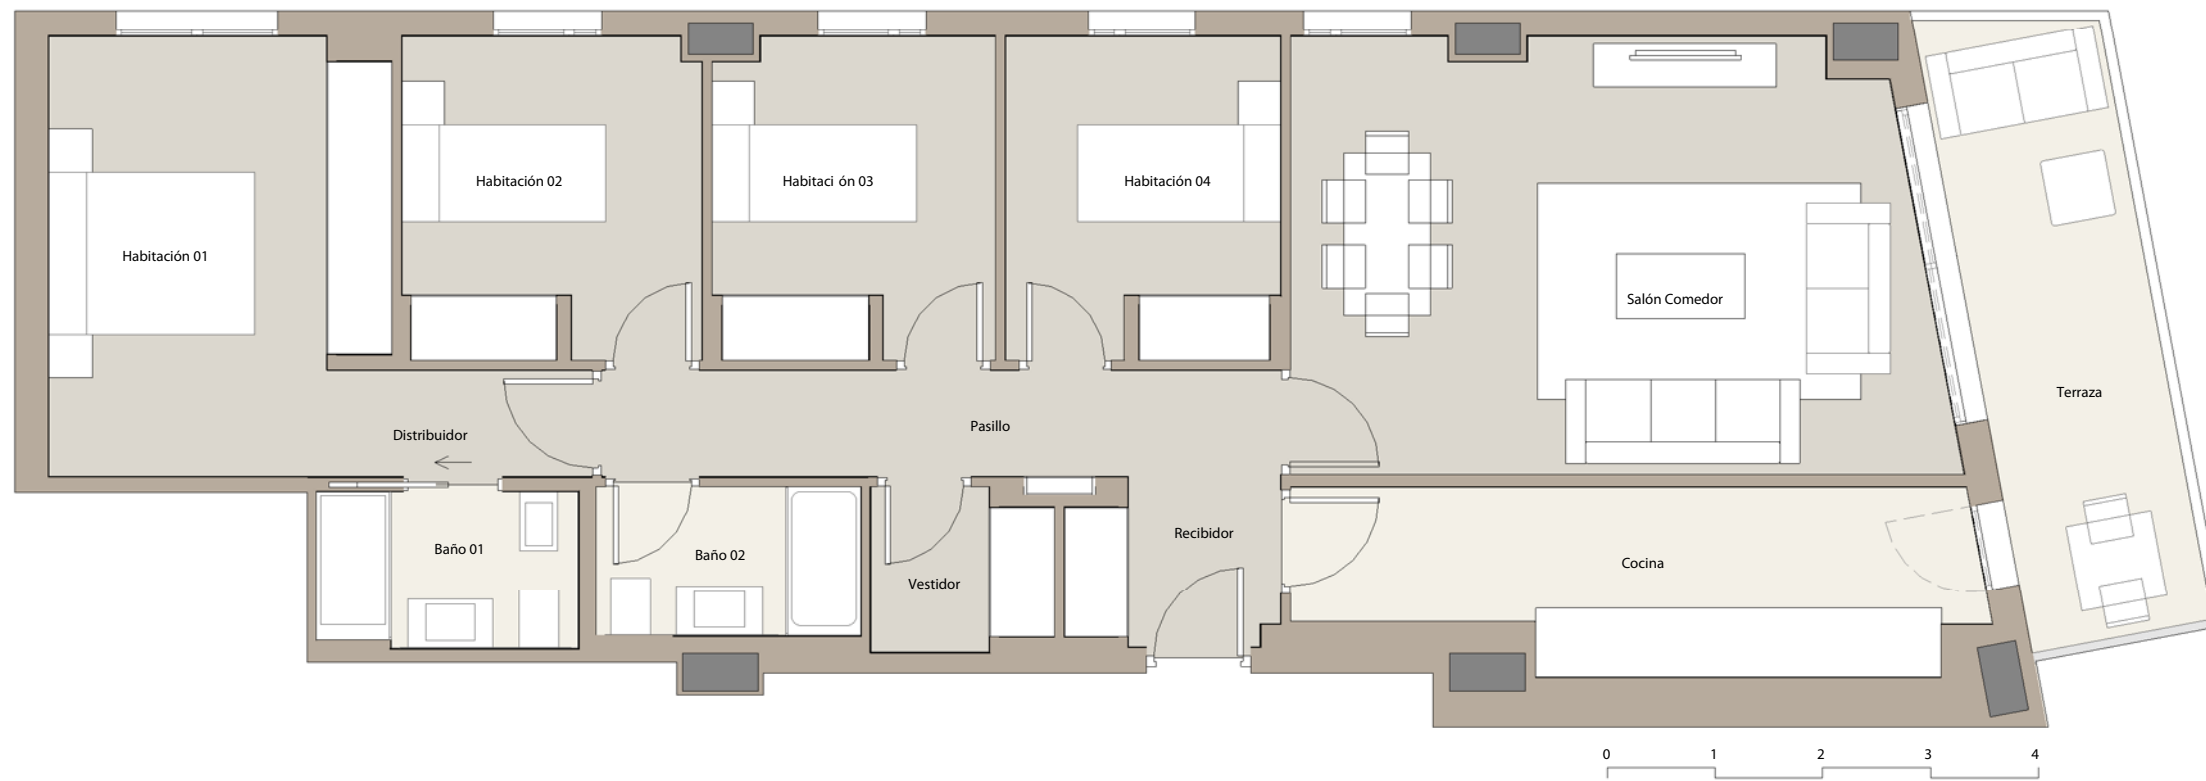 Habitación 01
Habitación 02
Habitaci ón 03
Habitación 04
Salón Comedor
Terraza
Distribuidor
Pasillo
Baño 01
Baño 02
Vestidor
Recibidor
Cocina
0 1 2 3 4